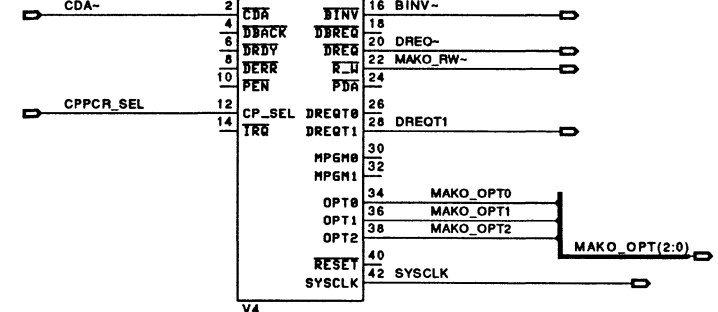 CDA~ 2 CDA BINV 16 BINV~
4 DBACK DBREQ 18
6 DRDY DREQ 20 DREQ~
8 DERR R_W 22 MAKO_RW~
10 PEN PDA 24
CPPCR_SEL 12 CP_SEL DREQT0 26
14 IRQ DREQT1 28 DREQT1
MPGM0 30
MPGM1 32
OPT0 34 MAKO_OPT0
OPT1 36 MAKO_OPT1
OPT2 38 MAKO_OPT2
MAKO_OPT(2:0)
RESET 40
SYSCLK 42 SYSCLK
V4